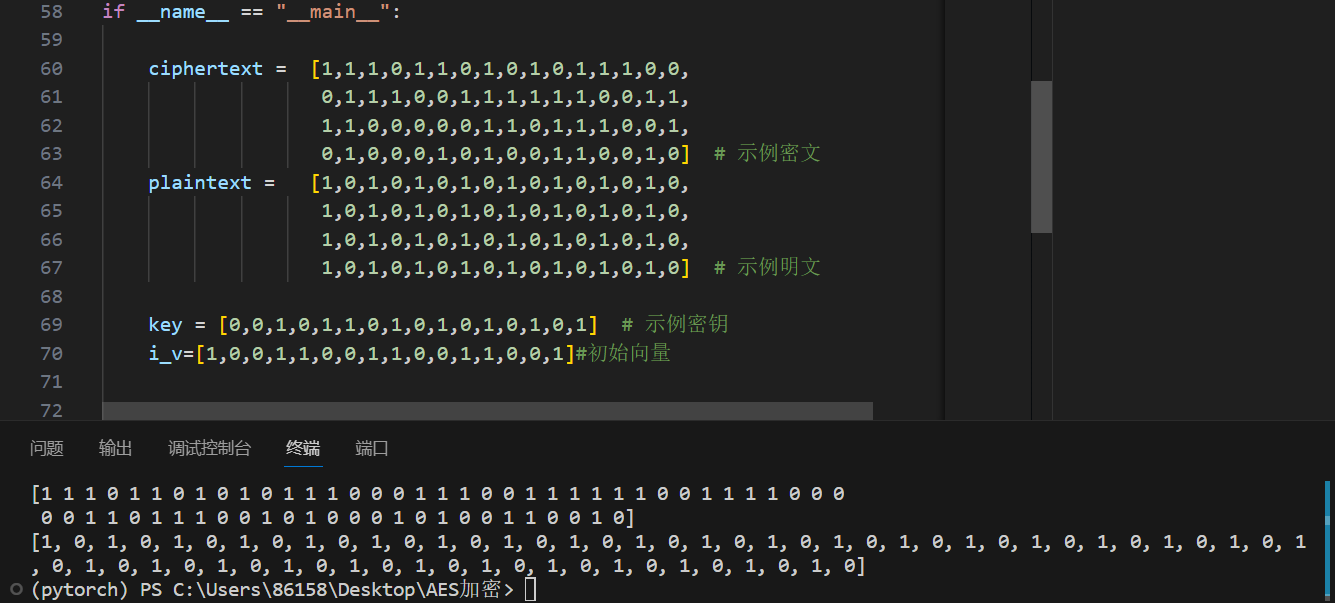 58 if __name__ == "__main__":
59
60 ciphertext = [1,1,1,0,1,1,0,1,0,1,0,1,1,1,0,0,
61 0,1,1,1,0,0,1,1,1,1,1,1,0,0,1,1,
62 1,1,0,0,0,0,0,1,1,0,1,1,1,0,0,1,
63 0,1,0,0,0,1,0,1,0,0,1,1,0,0,1,0] # 示例密文
64 plaintext = [1,0,1,0,1,0,1,0,1,0,1,0,1,0,1,0,
65 1,0,1,0,1,0,1,0,1,0,1,0,1,0,1,0,
66 1,0,1,0,1,0,1,0,1,0,1,0,1,0,1,0,
67 1,0,1,0,1,0,1,0,1,0,1,0,1,0,1,0] # 示例明文
68
69 key = [0,0,1,0,1,1,0,1,0,1,0,1,0,1,0,1] # 示例密钥
70 i_v=[1,0,0,1,1,0,0,1,1,0,0,1,1,0,0,1]#初始向量
71
72
问题 输出 调试控制台 终端 端口
[1 1 1 0 1 1 0 1 0 1 0 1 1 1 0 0 0 1 1 1 0 0 1 1 1 1 1 1 0 0 1 1 1 1 0 0 0
0 0 1 1 0 1 1 1 0 0 1 0 1 0 0 0 1 0 1 0 0 1 1 0 0 1 0]
[1, 0, 1, 0, 1, 0, 1, 0, 1, 0, 1, 0, 1, 0, 1, 0, 1, 0, 1, 0, 1, 0, 1, 0, 1, 0, 1, 0, 1, 0, 1, 0, 1, 0, 1, 0, 1, 0, 1
, 0, 1, 0, 1, 0, 1, 0, 1, 0, 1, 0, 1, 0, 1, 0, 1, 0, 1, 0, 1, 0, 1, 0, 1, 0]
(pytorch) PS C:\Users\86158\Desktop\AES加密>